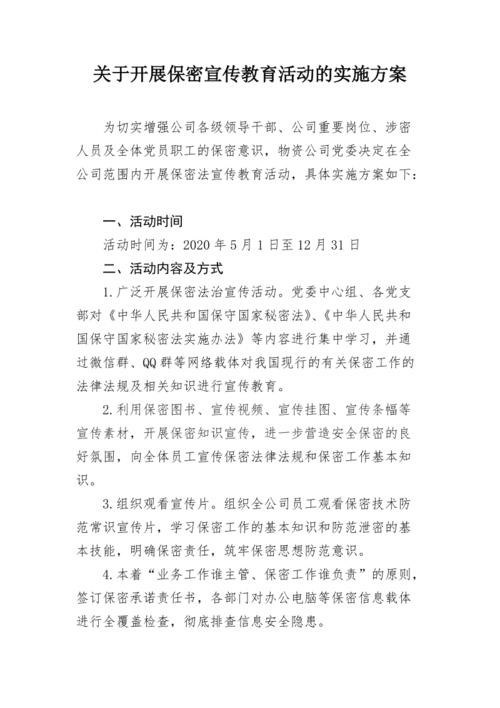 关于开展保密宣传教育活动的实施方案
为切实增强公司各级领导干部、公司重要岗位、涉密
人员及全体党员职工的保密意识，物资公司党委决定在全
公司范围内开展保密法宣传教育活动，具体实施方案如下：
一、活动时间
活动时间为：2020 年 5 月 1 日至 12 月 31 日
二、活动内容及方式
1.广泛开展保密法治宣传活动。党委中心组、各党支
部对《中华人民共和国保守国家秘密法》、《中华人民共和
国保守国家秘密法实施办法》等内容进行集中学习，并通
过微信群、QQ 群等网络载体对我国现行的有关保密工作的
法律法规及相关知识进行宣传教育。
2.利用保密图书、宣传视频、宣传挂图、宣传条幅等
宣传素材，开展保密知识宣传，进一步营造安全保密的良
好氛围，向全体员工宣传保密法律法规和保密工作基本知
识。
3.组织观看宣传片。组织全公司员工观看保密技术防
范常识宣传片，学习保密工作的基本知识和防范泄密的基
本技能，明确保密责任，筑牢保密思想防范意识。
4.本着“业务工作谁主管、保密工作谁负责”的原则，
签订保密承诺责任书，各部门对办公电脑等保密信息载体
进行全覆盖检查，彻底排查信息安全隐患。